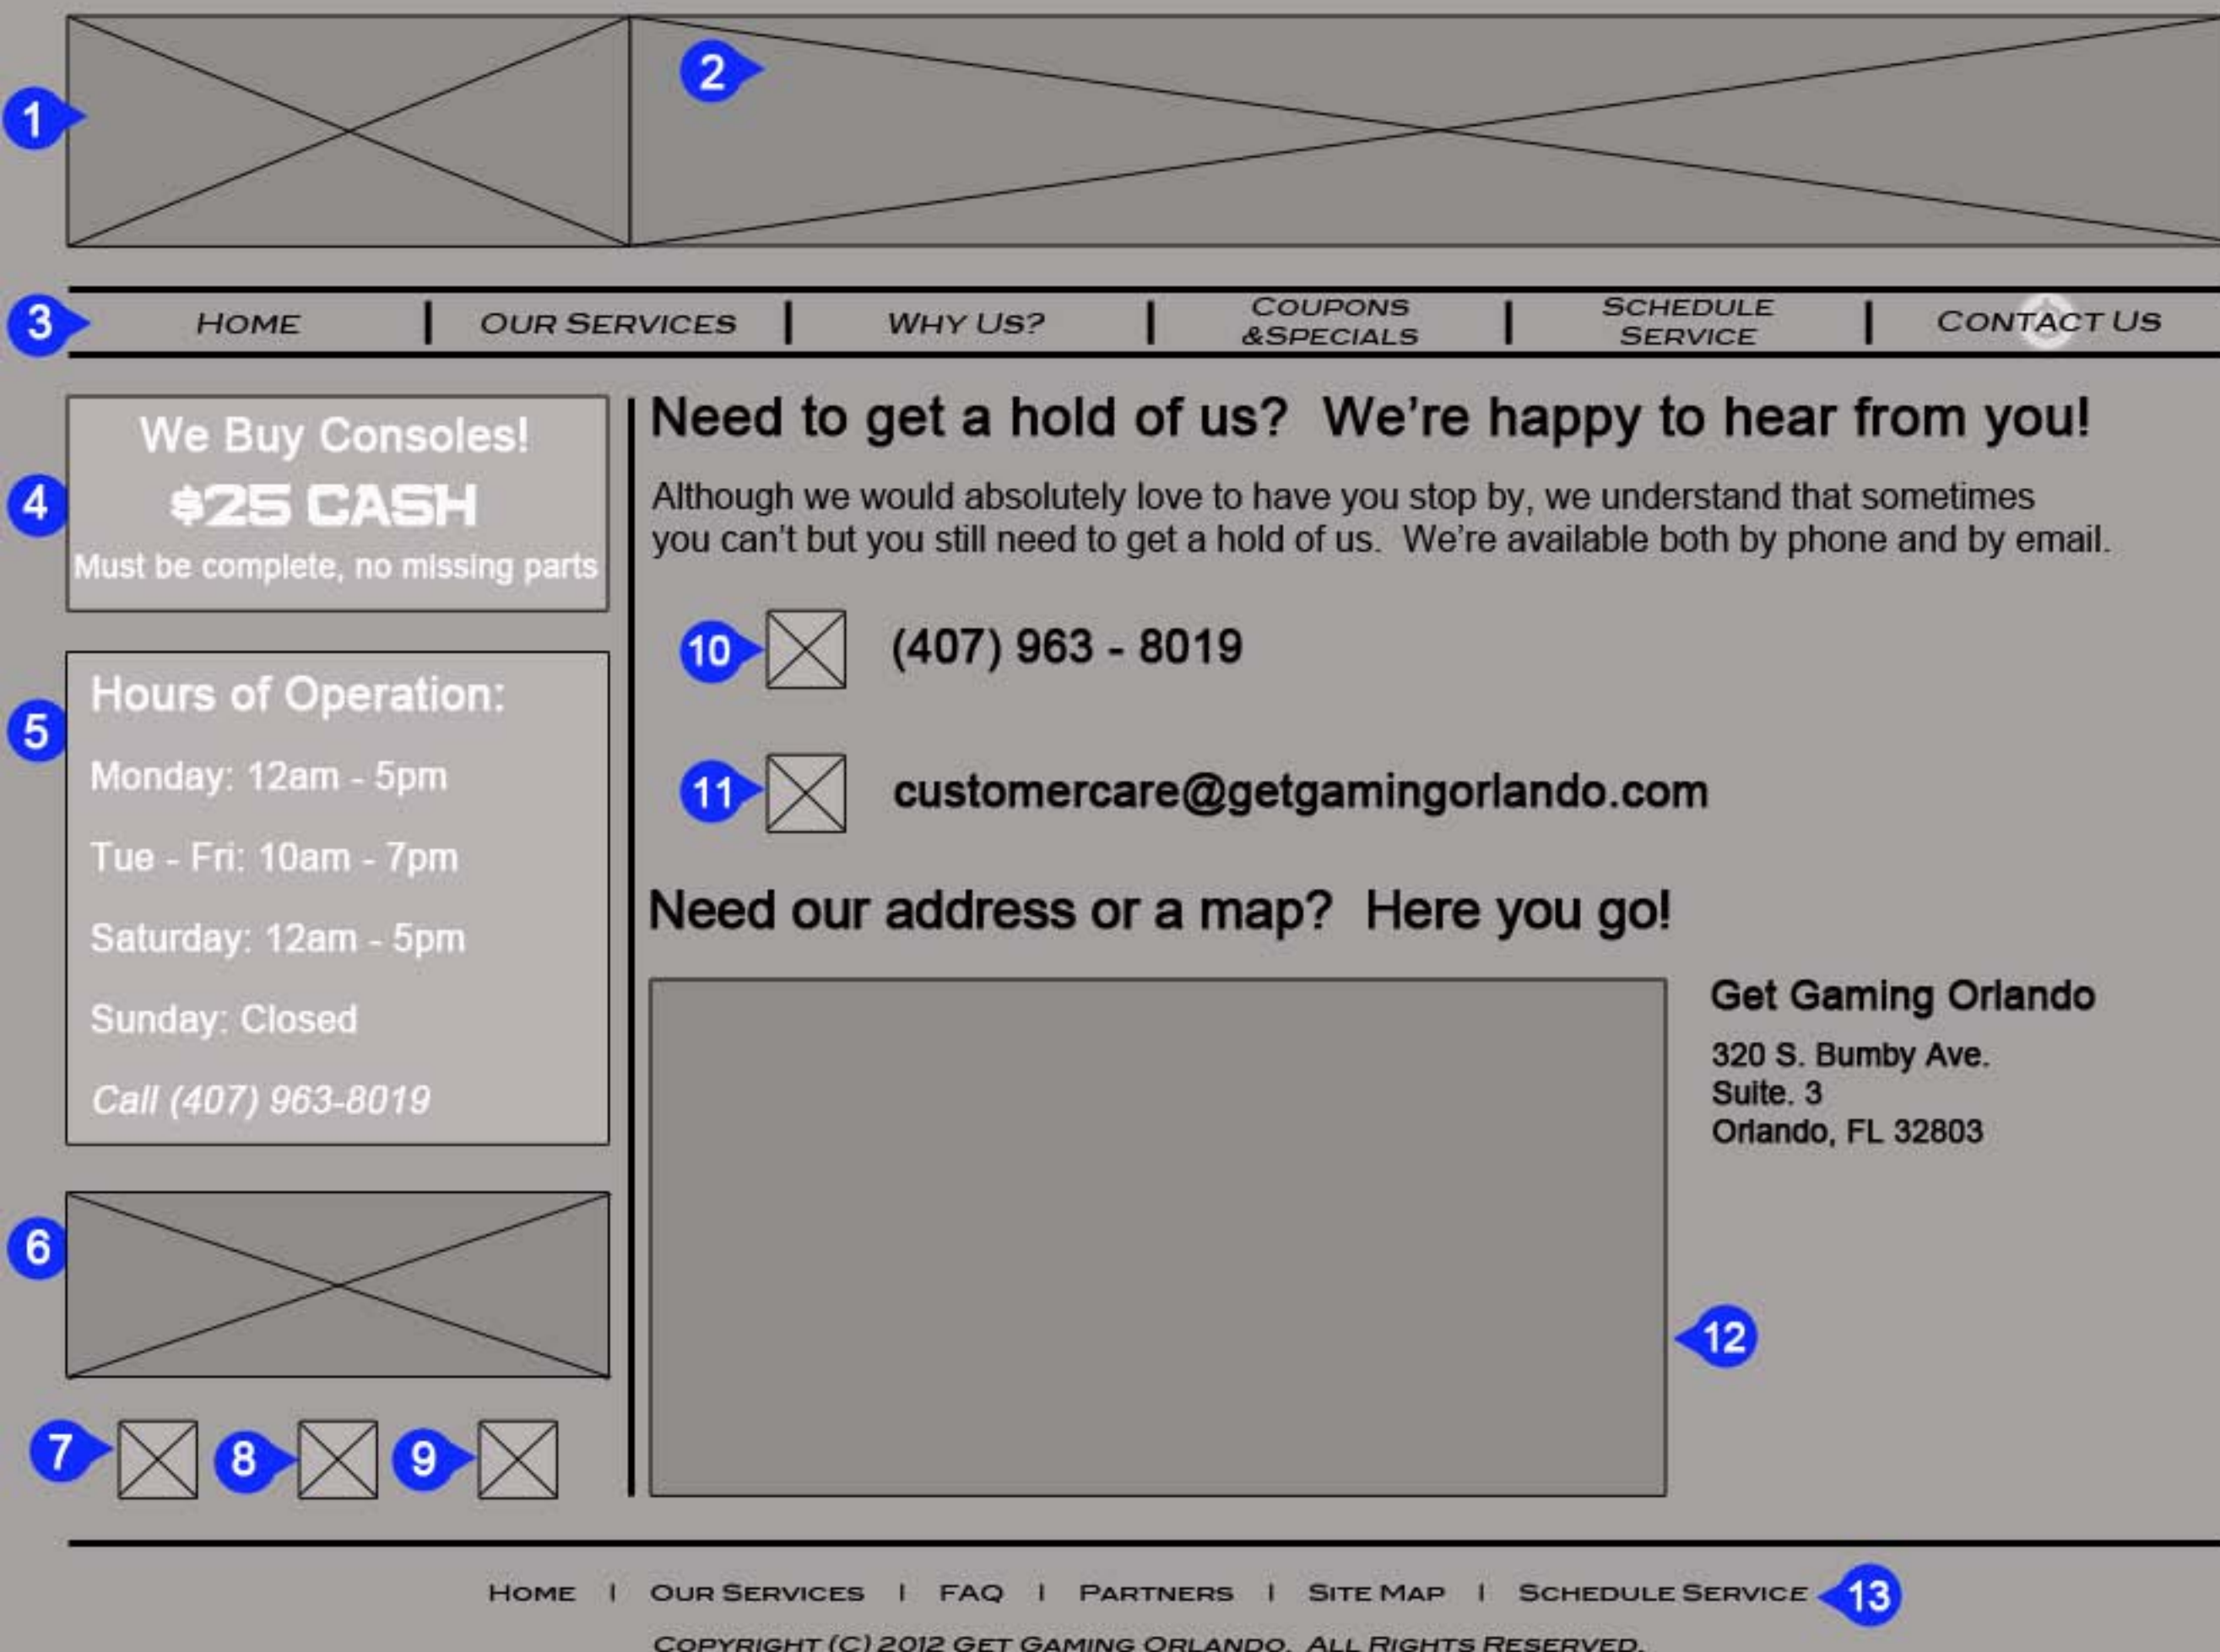 1
2
3
HOME | OUR SERVICES | WHY US? | COUPONS &SPECIALS | SCHEDULE SERVICE | CONTACT US
4
We Buy Consoles!
$25 CASH
Must be complete, no missing parts
5
Hours of Operation:
Monday: 12am - 5pm
Tue - Fri: 10am - 7pm
Saturday: 12am - 5pm
Sunday: Closed
Call (407) 963-8019
6
7
8
9
Need to get a hold of us? We're happy to hear from you!
Although we would absolutely love to have you stop by, we understand that sometimes
you can't but you still need to get a hold of us. We're available both by phone and by email.
10
(407) 963 - 8019
11
customercare@getgamingorlando.com
Need our address or a map? Here you go!
Get Gaming Orlando
320 S. Bumby Ave.
Suite. 3
Orlando, FL 32803
12
HOME | OUR SERVICES | FAQ | PARTNERS | SITE MAP | SCHEDULE SERVICE
13
COPYRIGHT (C) 2012 GET GAMING ORLANDO. ALL RIGHTS RESERVED.